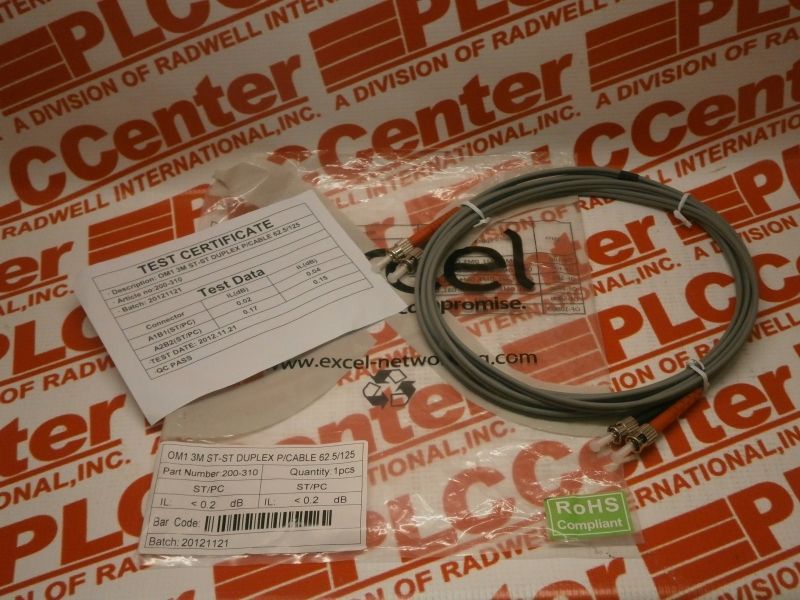 PLCCenter
A DIVISION OF RADWELL INTERNATIONAL, INC.
TEST CERTIFICATE
Description: OM1 3M ST-ST DUPLEX P/CABLE 62.5/125
Article no:200-310
Batch: 20121121
Test Data
Connector IL(dB) IL(dB)
A1B1(ST/PC) 0.02 0.04
A2B2(ST/PC) 0.17 0.15
TEST DATE: 2012.11.21
QC PASS
excel
compromise.
www.excel-networking.com
OM1 3M ST-ST DUPLEX P/CABLE 62.5/125
Part Number:200-310 Quantity:1pcs
ST/PC ST/PC
IL: < 0.2 dB IL: < 0.2 dB
Bar Code:
Batch: 20121121
RoHS
Compliant